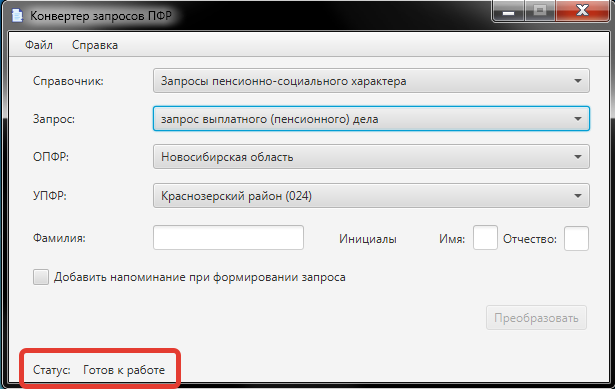 Конвертер запросов ПФР
Файл Справка
Справочник: Запросы пенсионно-социального характера
Запрос: запрос выплатного (пенсионного) дела
ОПФР: Новосибирская область
УПФР: Краснозерский район (024)
Фамилия: Инициалы Имя: Отчество:
Добавить напоминание при формировании запроса
Преобразовать
Статус: Готов к работе